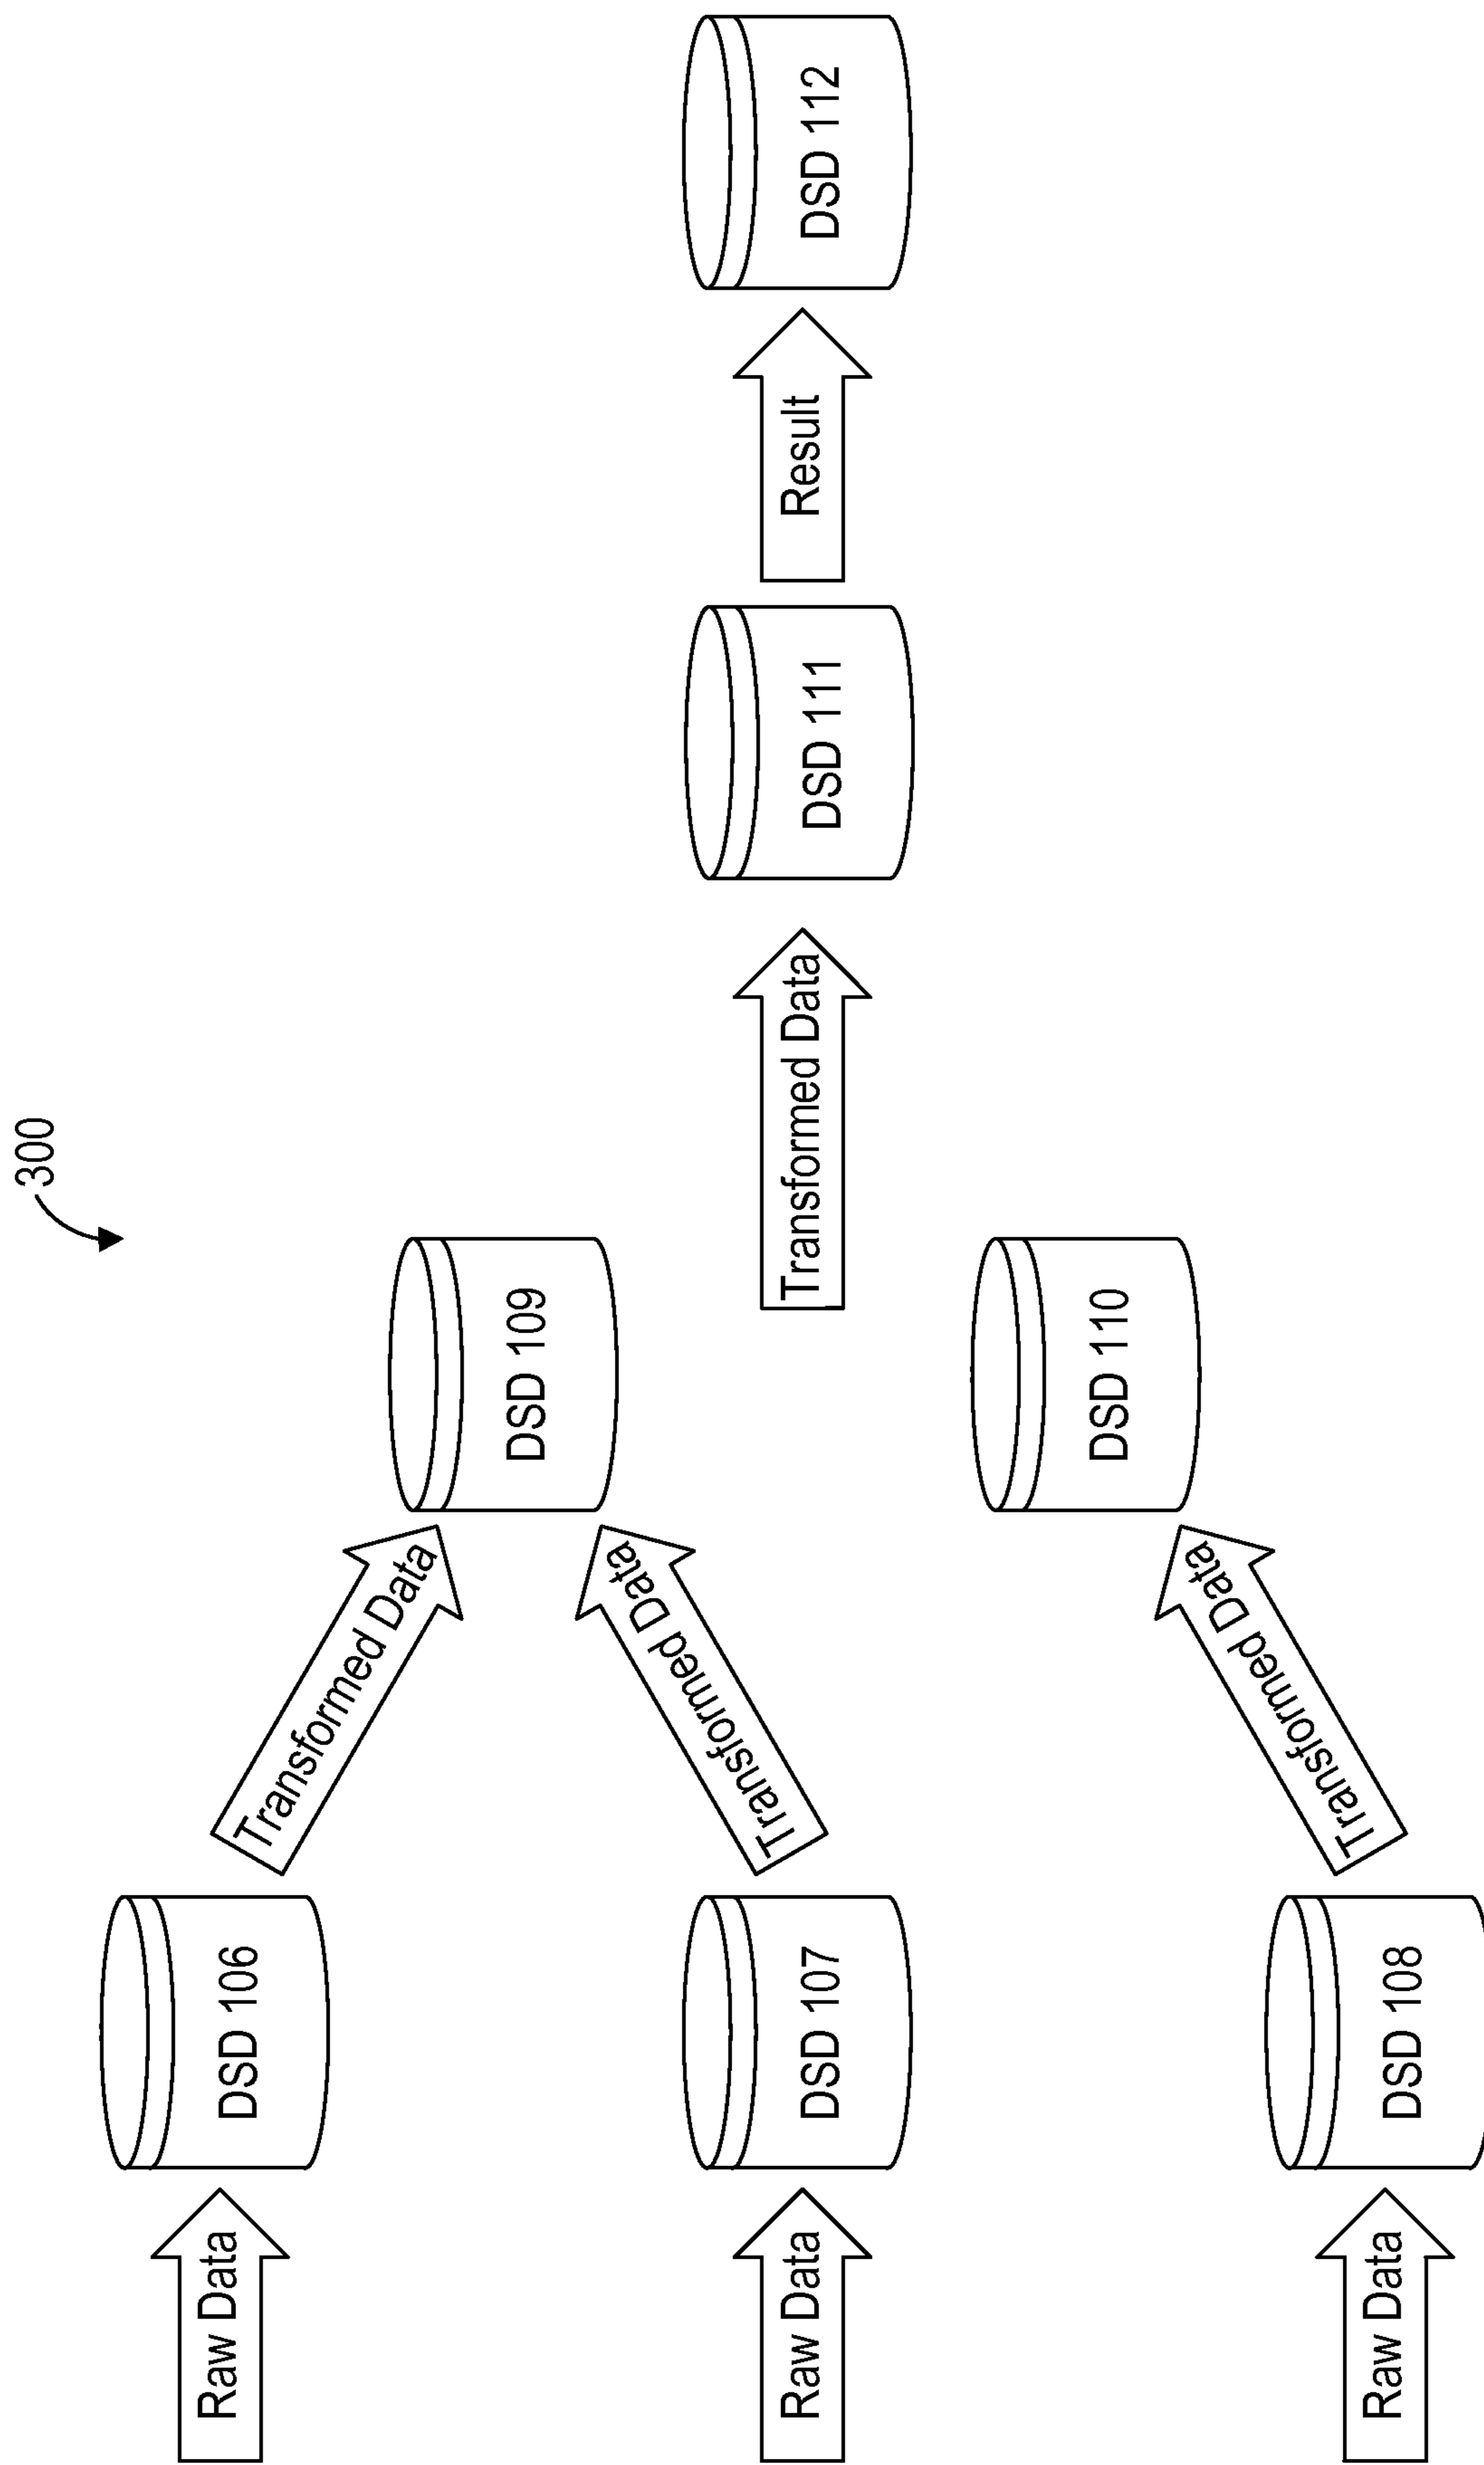 300
Raw Data
DSD 106
Transformed Data
DSD 109
Raw Data
DSD 107
Transformed Data
Transformed Data
DSD 111
Result
DSD 112
Raw Data
DSD 108
Transformed Data
DSD 110